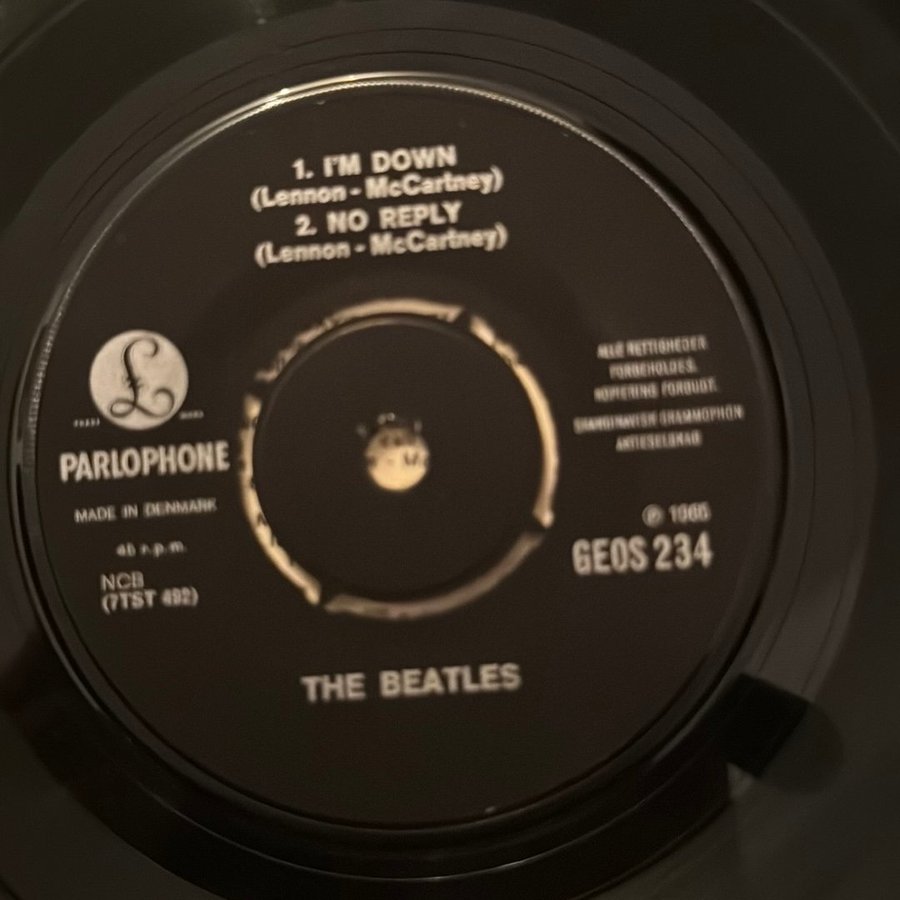 1. I'M DOWN
(Lennon - McCartney)
2. NO REPLY
(Lennon - McCartney)
£
PARLOPHONE
MADE IN DENMARK
45 r.p.m.
NCB
(7TST 492)
ALLE RETTIGHEDER
FORBEHOLDES.
KOPIERING FORBUDT.
SKANDINAVISK GRAMMOPHON
AKTIESELSKAB
℗ 1965
GEOS 234
THE BEATLES